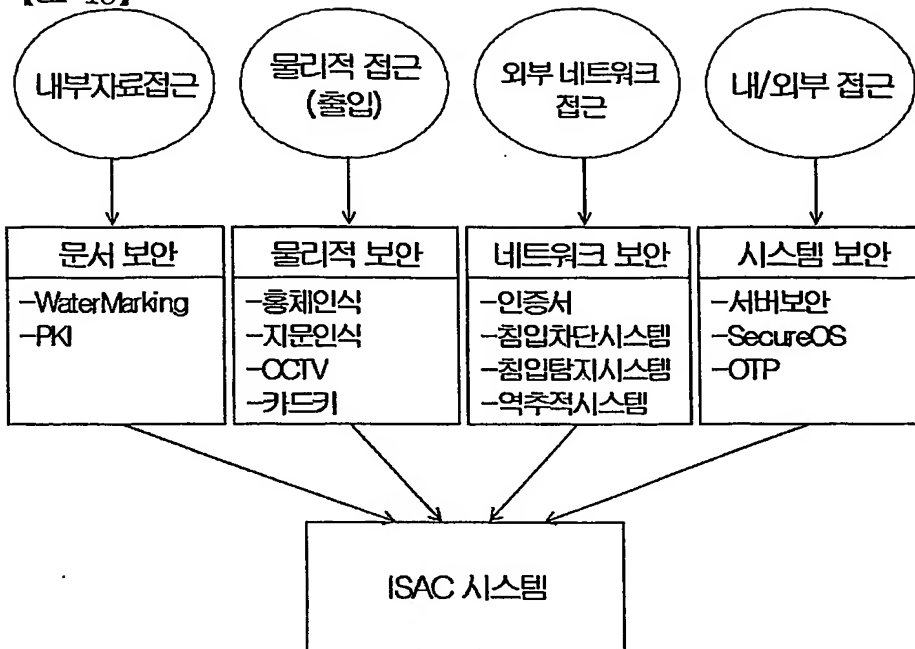 내부자료접근
물리적 접근
(출입)
외부 네트워크
접근
내/외부 접근
문서 보안
-WaterMarking
-PKI
물리적 보안
-홍체인식
-지문인식
-CCTV
-카드키
네트워크 보안
-인증서
-침입차단시스템
-침입탐지시스템
-역추적시스템
시스템 보안
-서버보안
-SecureOS
-OTP
ISAC 시스템